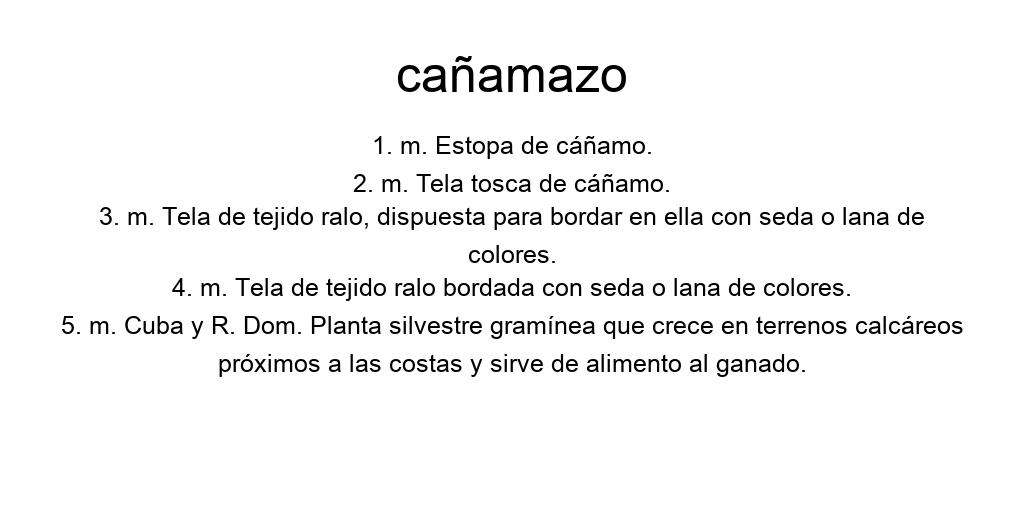 cañamazo
1. m. Estopa de cáñamo.
2. m. Tela tosca de cáñamo.
3. m. Tela de tejido ralo, dispuesta para bordar en ella con seda o lana de
colores.
4. m. Tela de tejido ralo bordada con seda o lana de colores.
5. m. Cuba y R. Dom. Planta silvestre gramínea que crece en terrenos calcáreos
próximos a las costas y sirve de alimento al ganado.